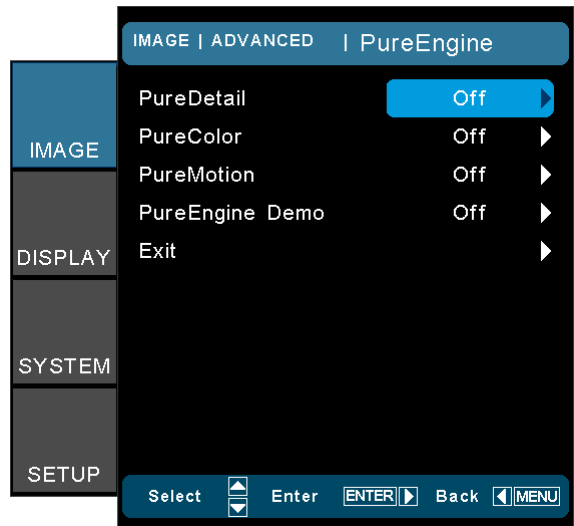 IMAGE | ADVANCED | PureEngine
PureDetail Off
PureColor Off
PureMotion Off
PureEngine Demo Off
Exit
IMAGE
DISPLAY
SYSTEM
SETUP
Select Enter ENTER Back MENU